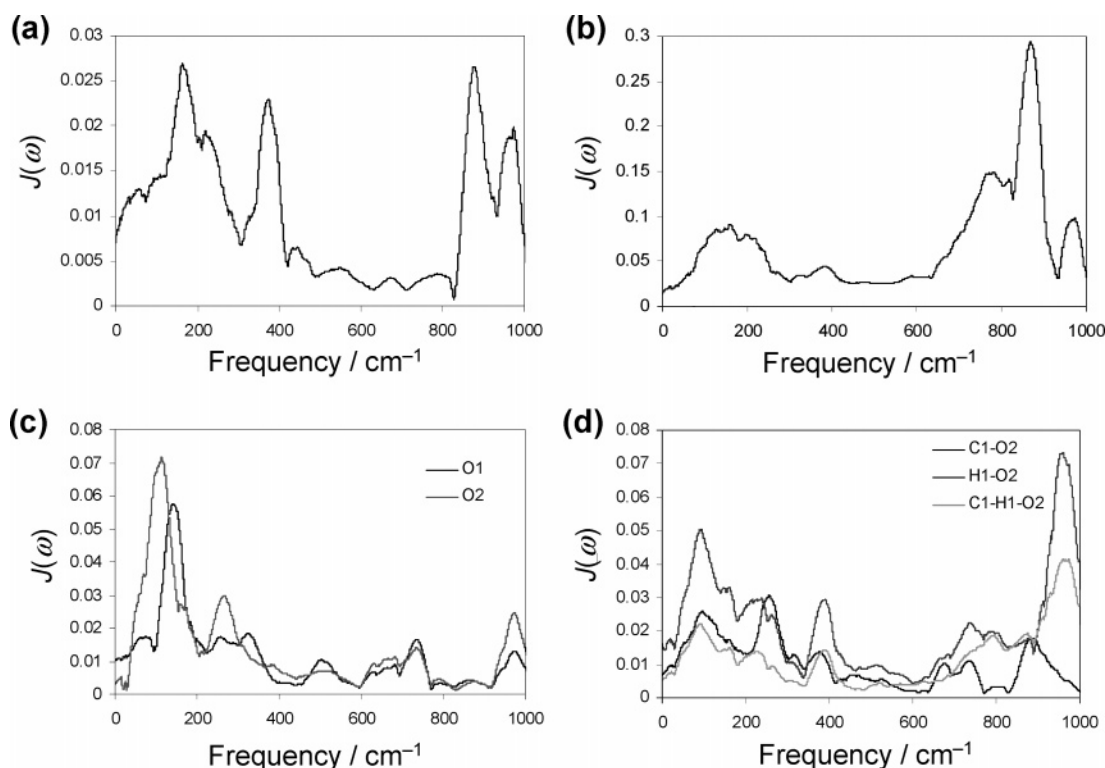 (a)
0.03
0.025
0.02
0.015
0.01
0.005
0
J(ω)
0 200 400 600 800 1000
Frequency / cm⁻¹
(b)
0.3
0.25
0.2
0.15
0.1
0.05
0
J(ω)
0 200 400 600 800 1000
Frequency / cm⁻¹
(c)
0.08
0.07
0.06
0.05
0.04
0.03
0.02
0.01
0
J(ω)
O1
O2
0 200 400 600 800 1000
Frequency / cm⁻¹
(d)
0.08
0.07
0.06
0.05
0.04
0.03
0.02
0.01
0
J(ω)
C1-O2
H1-O2
C1-H1-O2
0 200 400 600 800 1000
Frequency / cm⁻¹